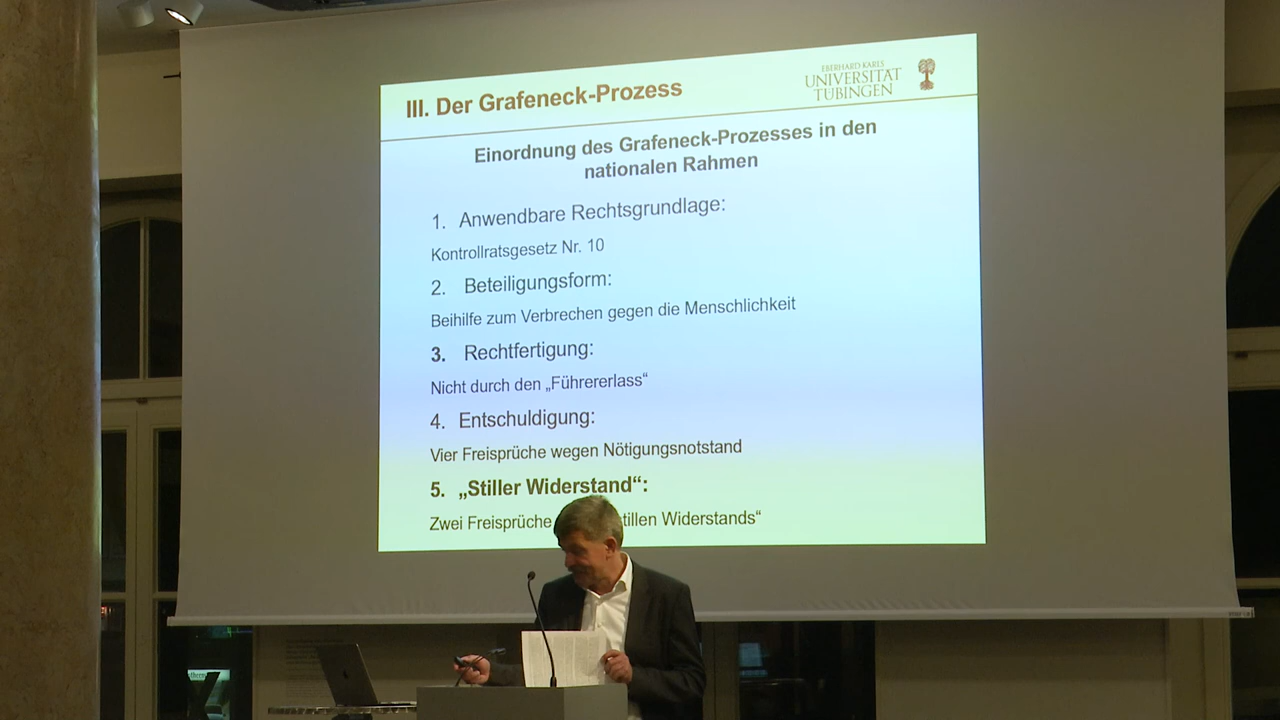 III. Der Grafeneck-Prozess
EBERHARD KARLS
UNIVERSITÄT
TÜBINGEN
Einordnung des Grafeneck-Prozesses in den
nationalen Rahmen
1. Anwendbare Rechtsgrundlage:
Kontrollratsgesetz Nr. 10
2. Beteiligungsform:
Beihilfe zum Verbrechen gegen die Menschlichkeit
3. Rechtfertigung:
Nicht durch den „Führererlass“
4. Entschuldigung:
Vier Freisprüche wegen Nötigungsnotstand
5. „Stiller Widerstand“:
Zwei Freisprüche stillen Widerstands“